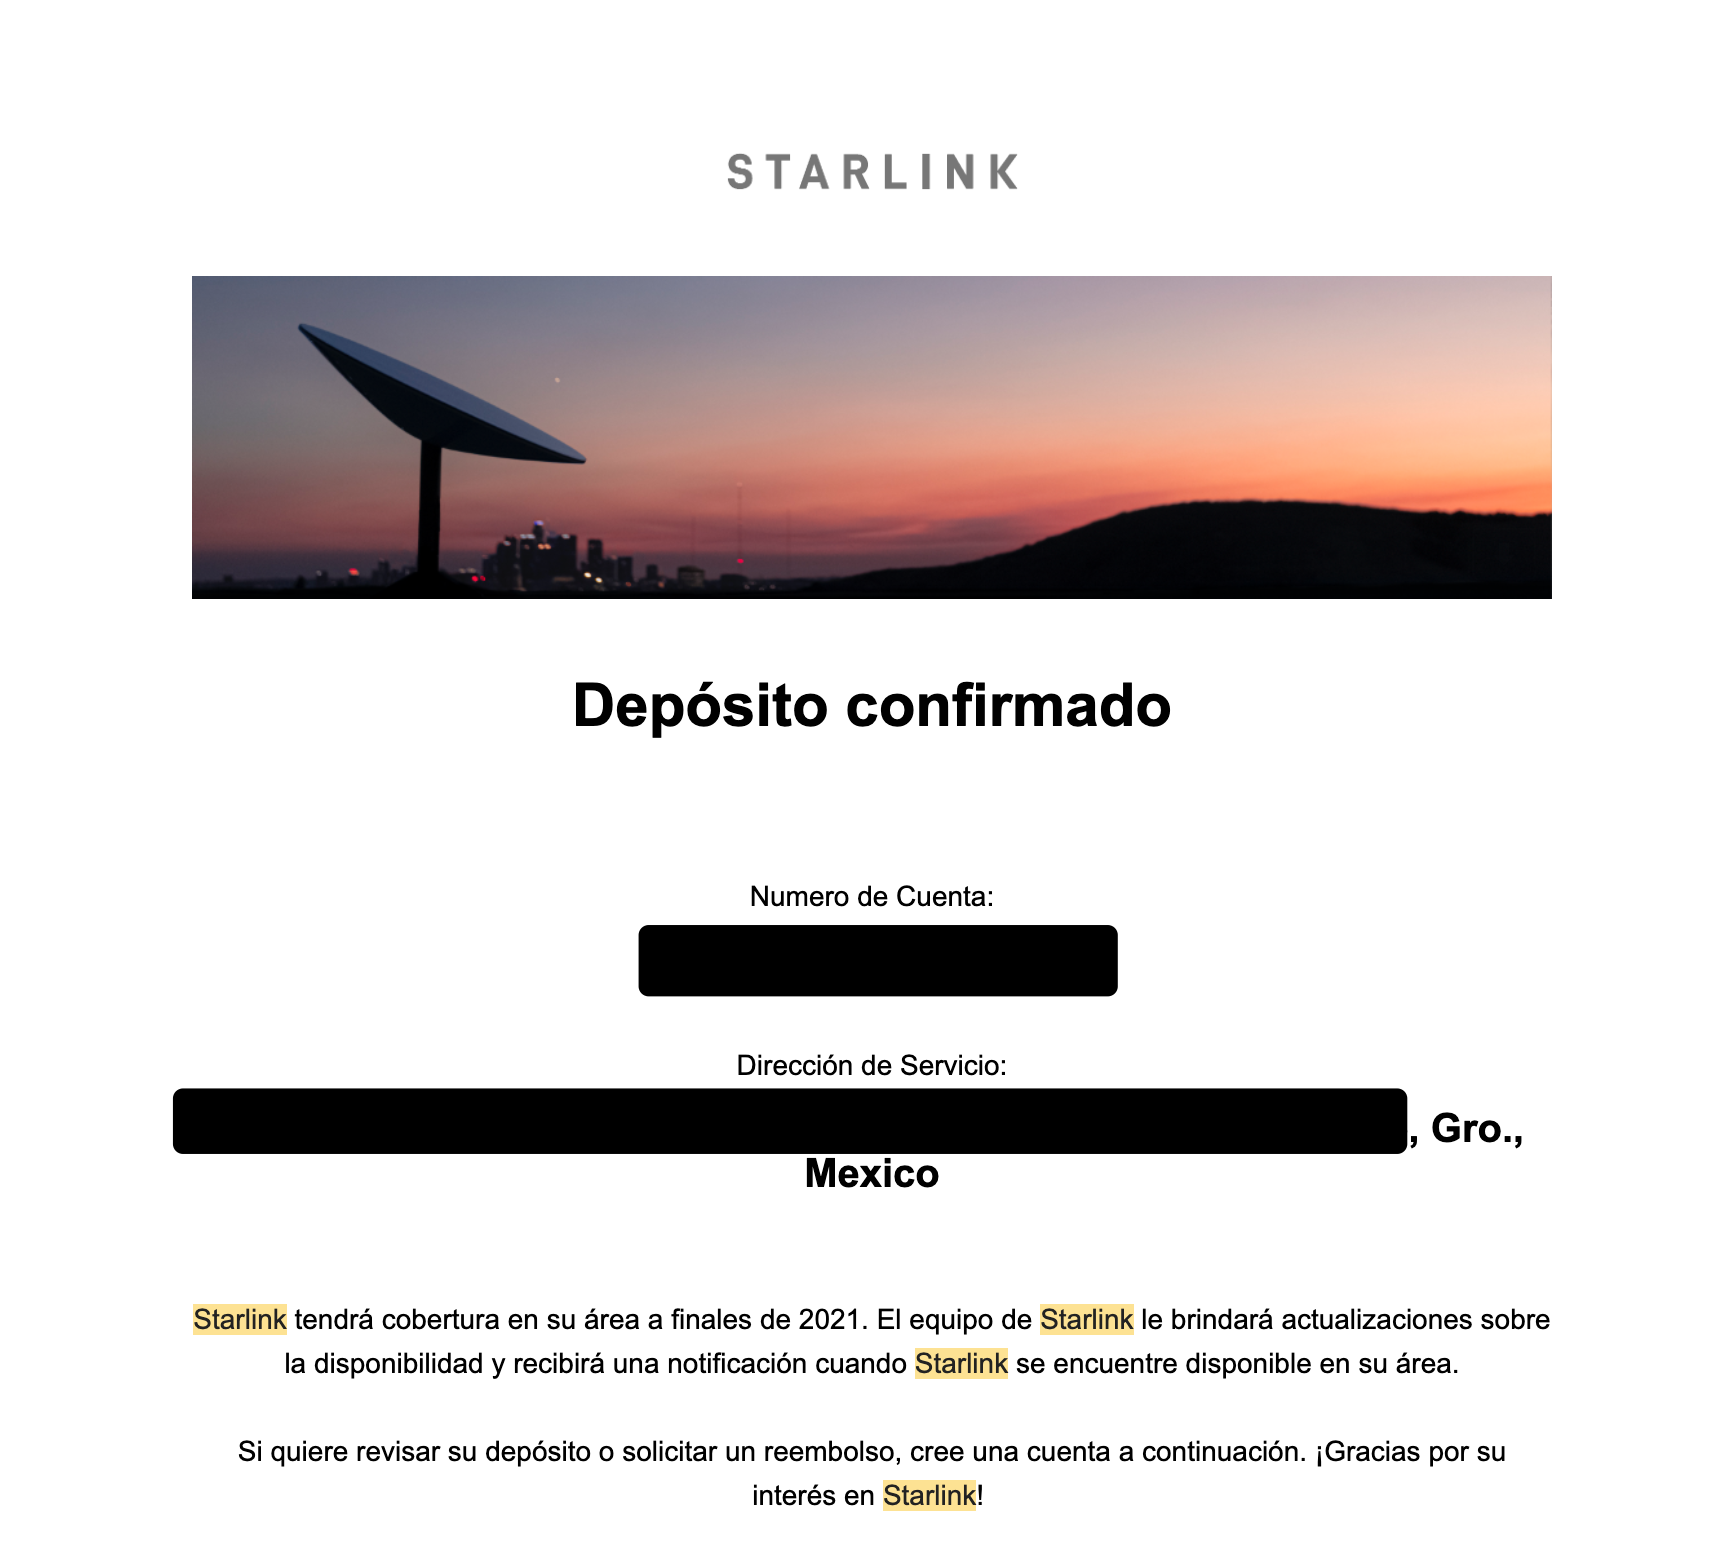 STARLINK
Depósito confirmado
Numero de Cuenta:
Dirección de Servicio:
, Gro.,
Mexico
Starlink tendrá cobertura en su área a finales de 2021. El equipo de Starlink le brindará actualizaciones sobre
la disponibilidad y recibirá una notificación cuando Starlink se encuentre disponible en su área.
Si quiere revisar su depósito o solicitar un reembolso, cree una cuenta a continuación. ¡Gracias por su
interés en Starlink!